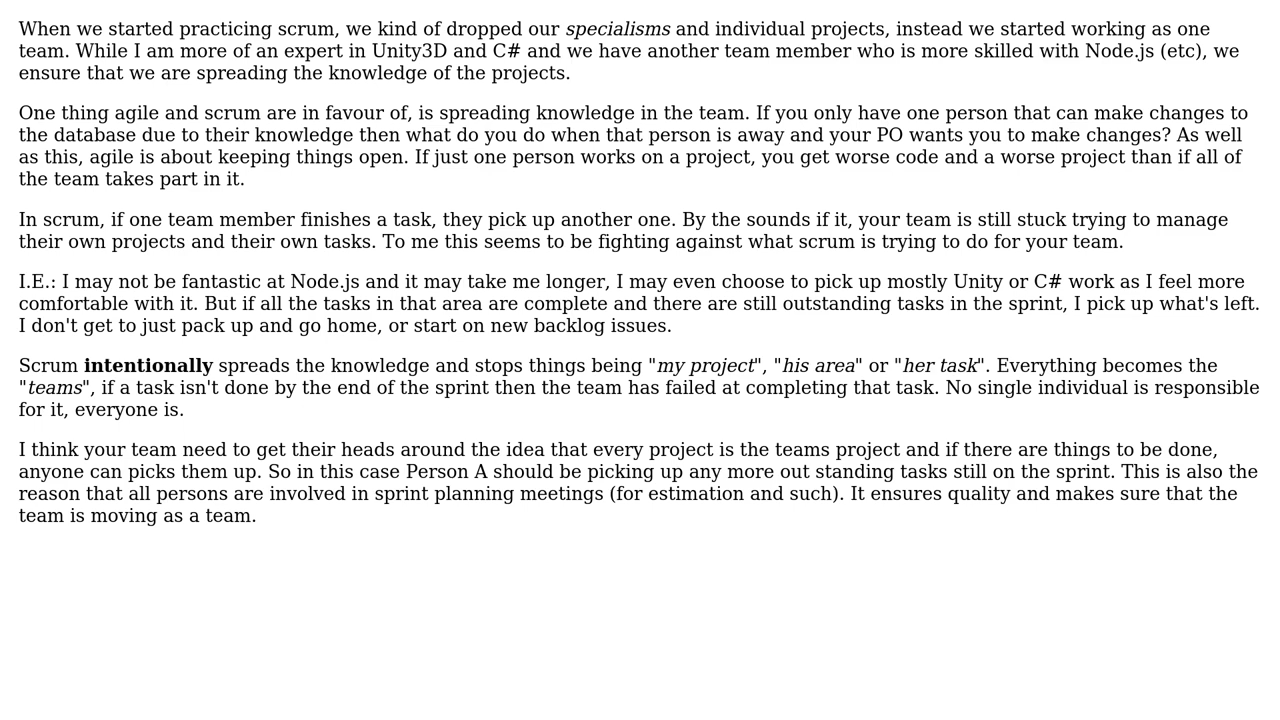 When we started practicing scrum, we kind of dropped our specialisms and individual projects, instead we started working as one
team. While I am more of an expert in Unity3D and C# and we have another team member who is more skilled with Node.js (etc), we
ensure that we are spreading the knowledge of the projects.
One thing agile and scrum are in favour of, is spreading knowledge in the team. If you only have one person that can make changes to
the database due to their knowledge then what do you do when that person is away and your PO wants you to make changes? As well
as this, agile is about keeping things open. If just one person works on a project, you get worse code and a worse project than if all of
the team takes part in it.
In scrum, if one team member finishes a task, they pick up another one. By the sounds if it, your team is still stuck trying to manage
their own projects and their own tasks. To me this seems to be fighting against what scrum is trying to do for your team.
I.E.: I may not be fantastic at Node.js and it may take me longer, I may even choose to pick up mostly Unity or C# work as I feel more
comfortable with it. But if all the tasks in that area are complete and there are still outstanding tasks in the sprint, I pick up what's left.
I don't get to just pack up and go home, or start on new backlog issues.
Scrum intentionally spreads the knowledge and stops things being "my project", "his area" or "her task". Everything becomes the
"teams", if a task isn't done by the end of the sprint then the team has failed at completing that task. No single individual is responsible
for it, everyone is.
I think your team need to get their heads around the idea that every project is the teams project and if there are things to be done,
anyone can picks them up. So in this case Person A should be picking up any more out standing tasks still on the sprint. This is also the
reason that all persons are involved in sprint planning meetings (for estimation and such). It ensures quality and makes sure that the
team is moving as a team.